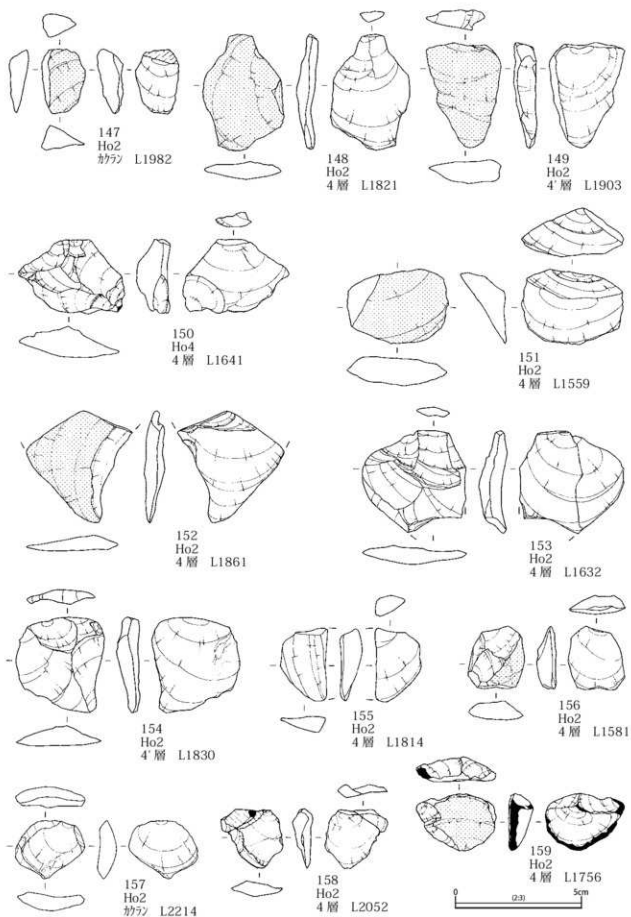 147
Ho2
カクラン L1982
148
Ho2
4 層 L1821
149
Ho2
4' 層 L1903
150
Ho4
4 層 L1641
151
Ho2
4 層 L1559
152
Ho2
4 層 L1861
153
Ho2
4 層 L1632
154
Ho2
4' 層 L1830
155
Ho2
4 層 L1814
156
Ho2
4 層 L1581
157
Ho2
カクラン L2214
158
Ho2
4 層 L2052
159
Ho2
4 層 L1756
0 (2:3) 5cm